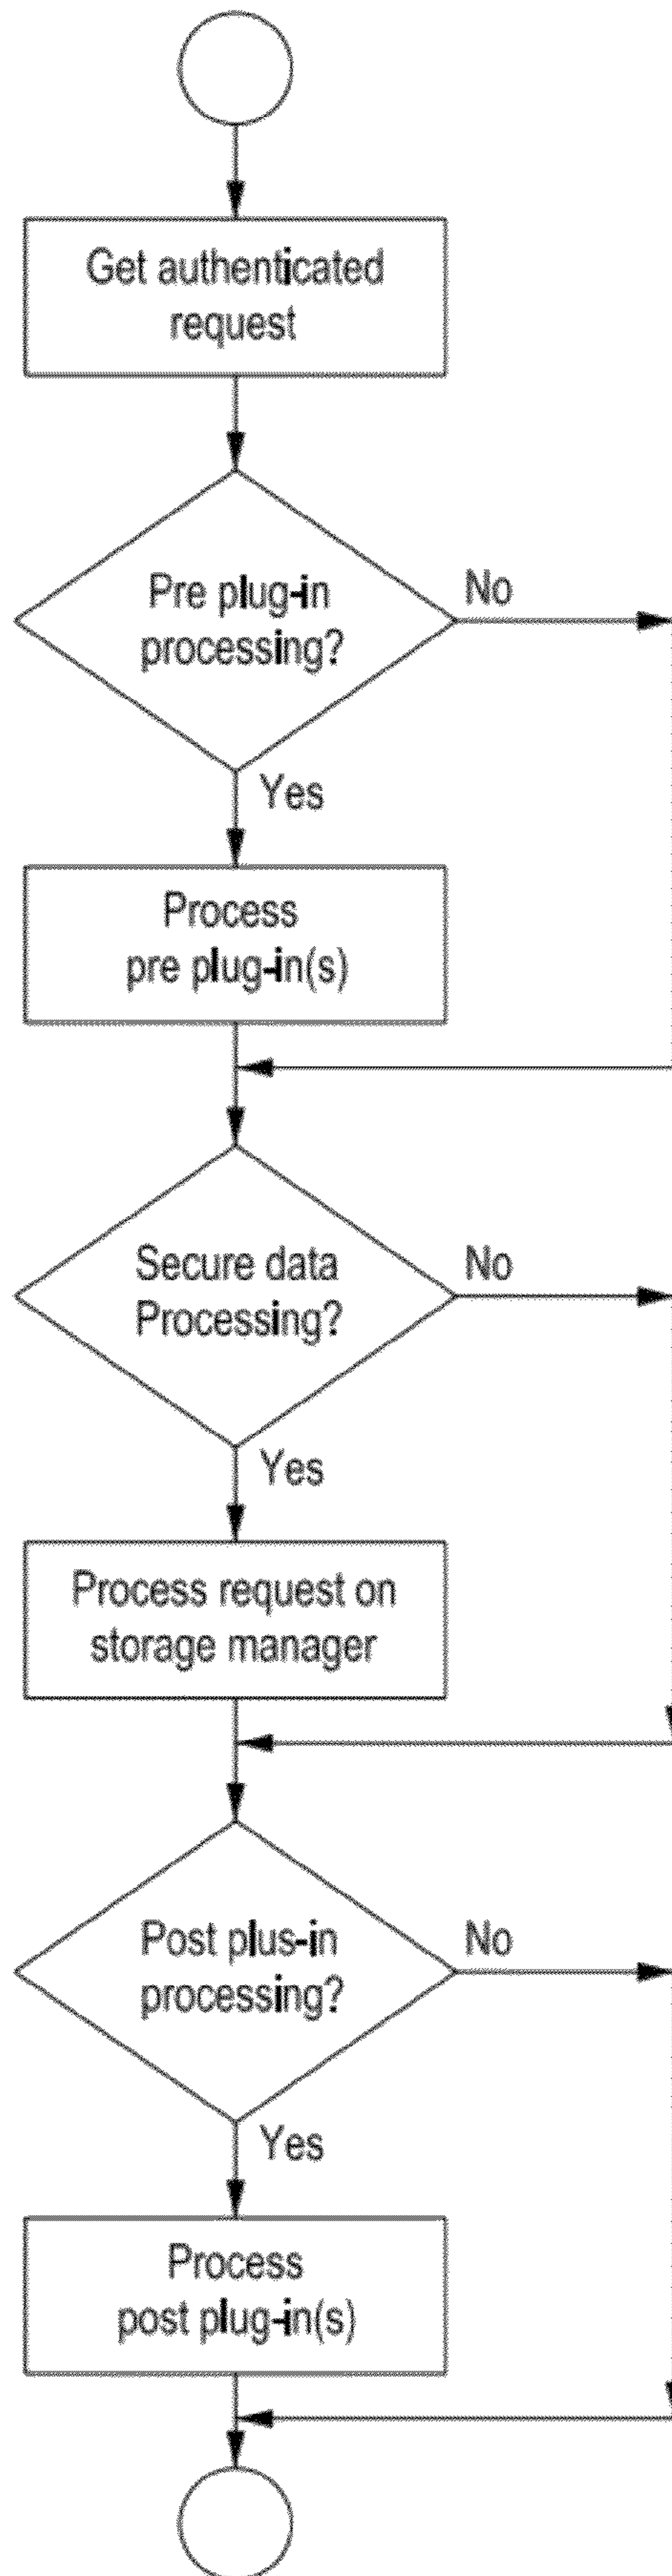 Get authenticated
request
Pre plug-in
processing?
No
Yes
Process
pre plug-in(s)
Secure data
Processing?
No
Yes
Process request on
storage manager
Post plus-in
processing?
No
Yes
Process
post plug-in(s)